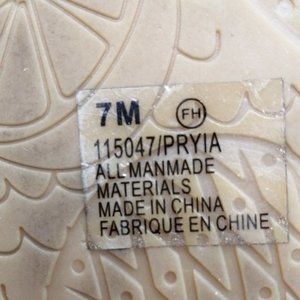 7M FH
115047/PRYIA
ALL MANMADE
MATERIALS
MADE IN CHINA
FABRIQUE EN CHINE